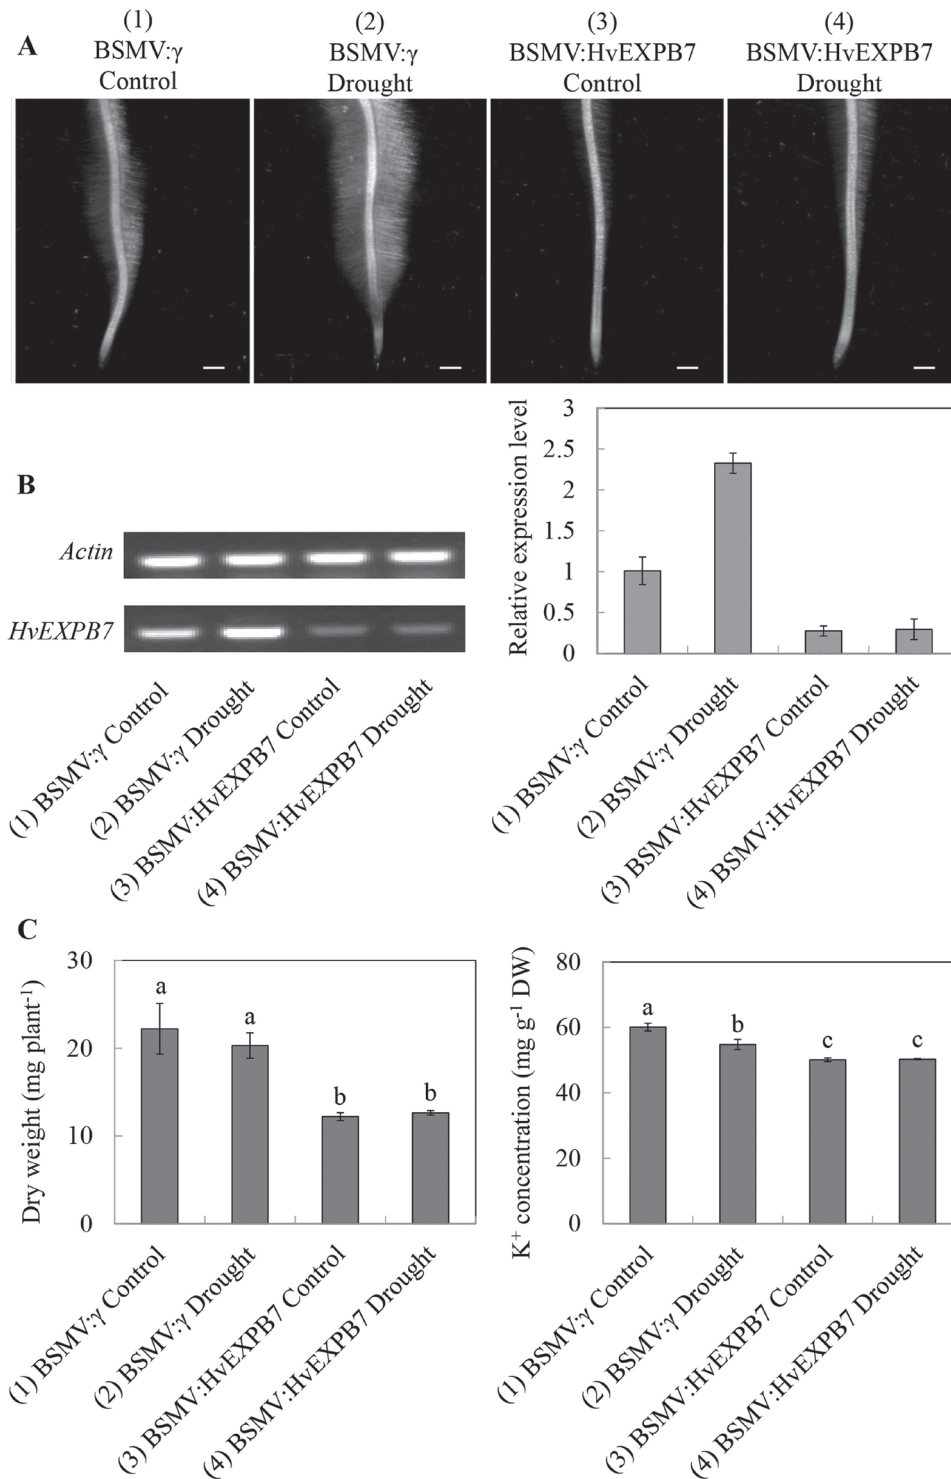 A
(1)
BSMV:γ
Control
(2)
BSMV:γ
Drought
(3)
BSMV:HvEXPB7
Control
(4)
BSMV:HvEXPB7
Drought
B
Actin
HvEXPB7
(1) BSMV:γ Control
(2) BSMV:γ Drought
(3) BSMV:HvEXPB7 Control
(4) BSMV:HvEXPB7 Drought
Relative expression level
3
2.5
2
1.5
1
0.5
0
(1) BSMV:γ Control
(2) BSMV:γ Drought
(3) BSMV:HvEXPB7 Control
(4) BSMV:HvEXPB7 Drought
C
Dry weight (mg plant⁻¹)
30
20
10
0
a
a
b
b
(1) BSMV:γ Control
(2) BSMV:γ Drought
(3) BSMV:HvEXPB7 Control
(4) BSMV:HvEXPB7 Drought
K⁺ concentration (mg g⁻¹ DW)
80
60
40
20
0
a
b
c
c
(1) BSMV:γ Control
(2) BSMV:γ Drought
(3) BSMV:HvEXPB7 Control
(4) BSMV:HvEXPB7 Drought